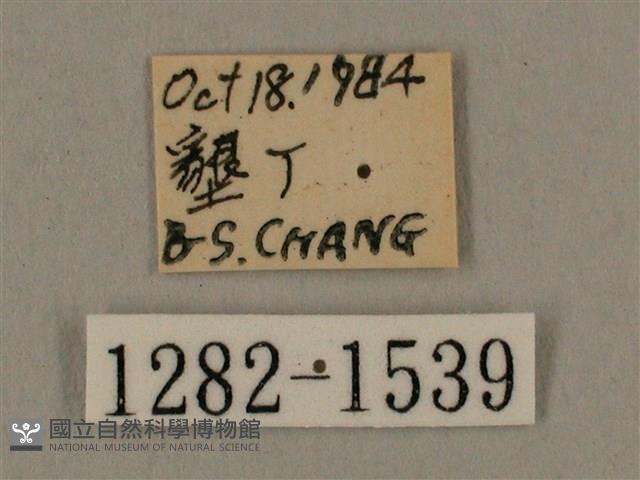 Oct 18. 1984
墾丁
B S. CHANG
1282-1539
國立自然科學博物館
NATIONAL MUSEUM OF NATURAL SCIENCE